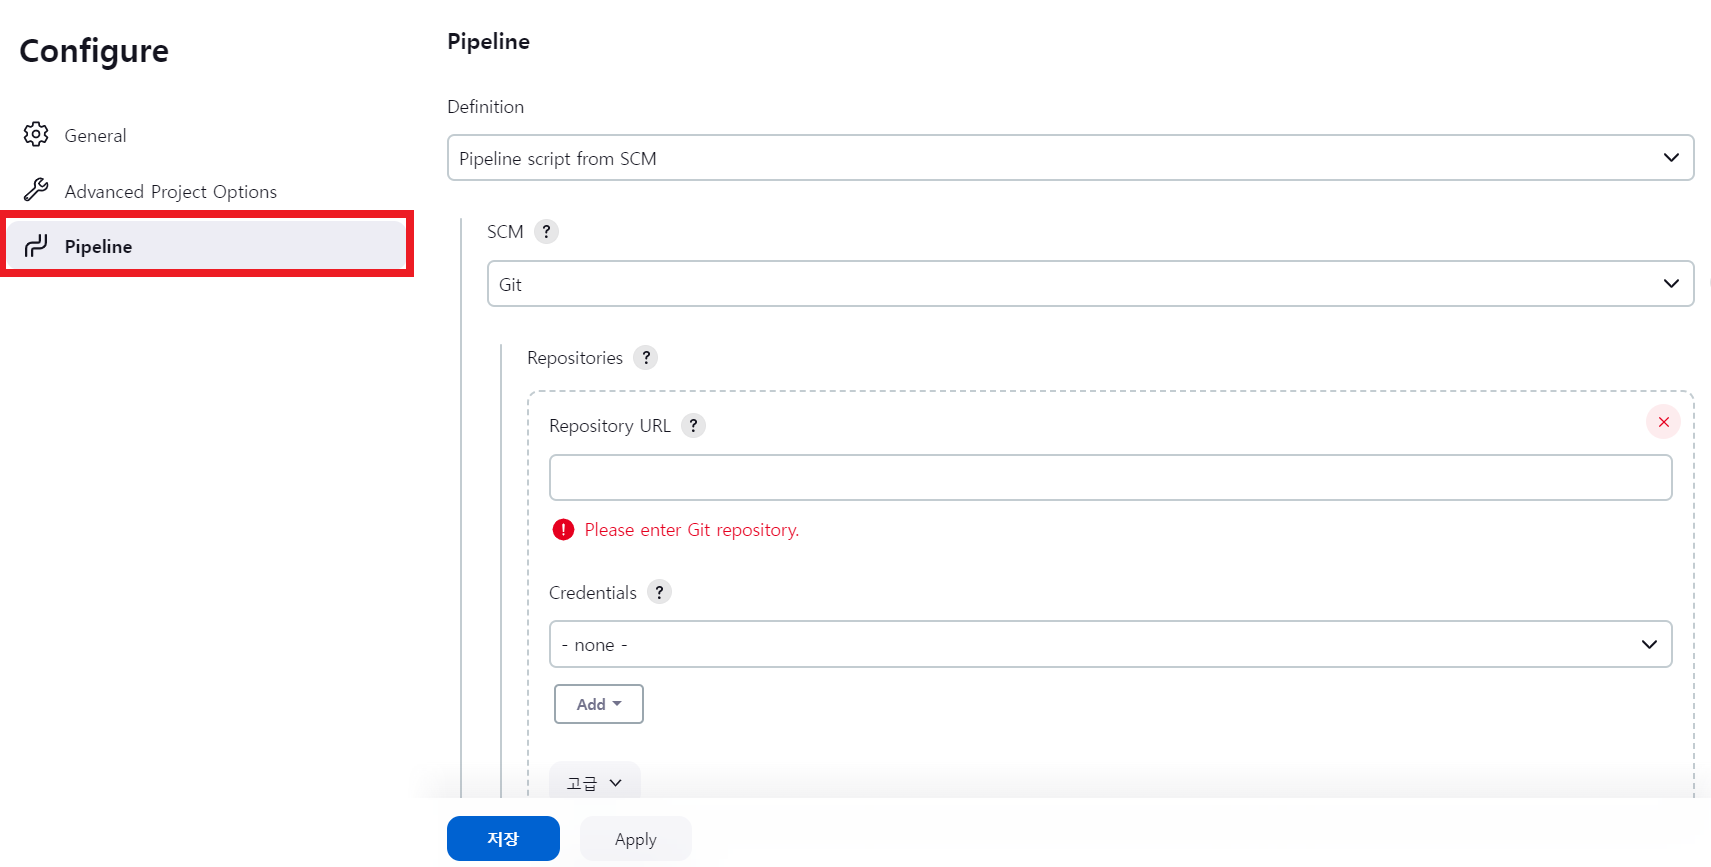 Configure
General
Advanced Project Options
Pipeline
Pipeline
Definition
Pipeline script from SCM
SCM ?
Git
Repositories ?
Repository URL ?
Please enter Git repository.
Credentials ?
- none -
Add
고급
저장 Apply